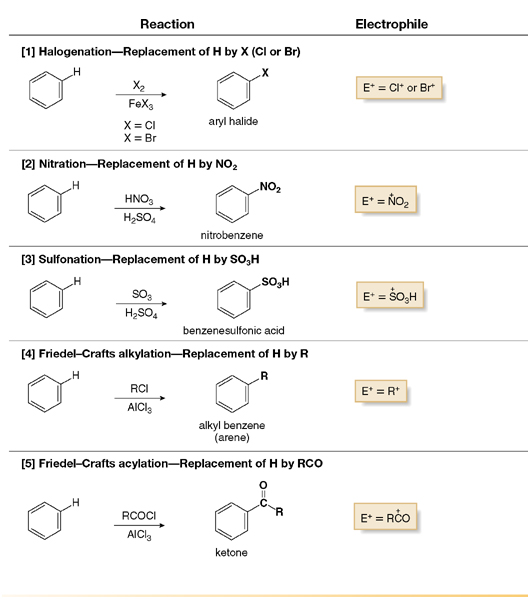 Reaction Electrophile
[1] Halogenation—Replacement of H by X (Cl or Br)
H
X
X₂
FeX₃
E⁺ = Cl⁺ or Br⁺
X = Cl
X = Br
aryl halide
[2] Nitration—Replacement of H by NO₂
H
NO₂
HNO₃
H₂SO₄
E⁺ = N⁺O₂
nitrobenzene
[3] Sulfonation—Replacement of H by SO₃H
H
SO₃H
SO₃
H₂SO₄
E⁺ = S⁺O₃H
benzenesulfonic acid
[4] Friedel–Crafts alkylation—Replacement of H by R
H
R
RCl
AlCl₃
E⁺ = R⁺
alkyl benzene
(arene)
[5] Friedel–Crafts acylation—Replacement of H by RCO
H
O
C
R
RCOCl
AlCl₃
E⁺ = RC⁺O
ketone